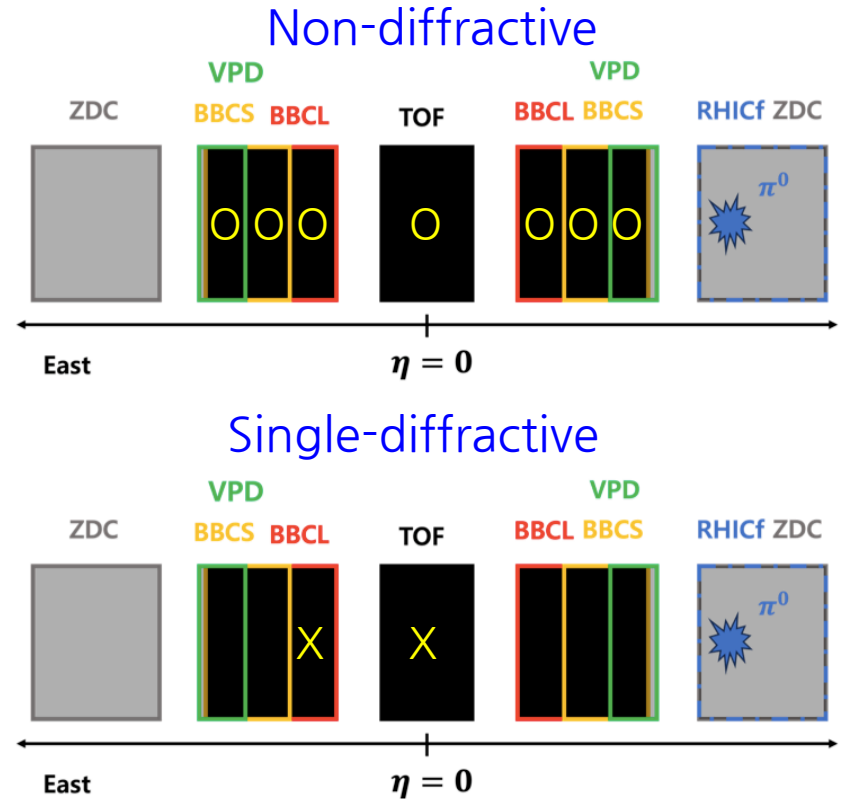 Non-diffractive
VPD VPD
ZDC BBCS BBCL TOF BBCL BBCS RHICf ZDC
π⁰
O O O O O O O
East η = 0
Single-diffractive
VPD VPD
ZDC BBCS BBCL TOF BBCL BBCS RHICf ZDC
π⁰
X X
East η = 0